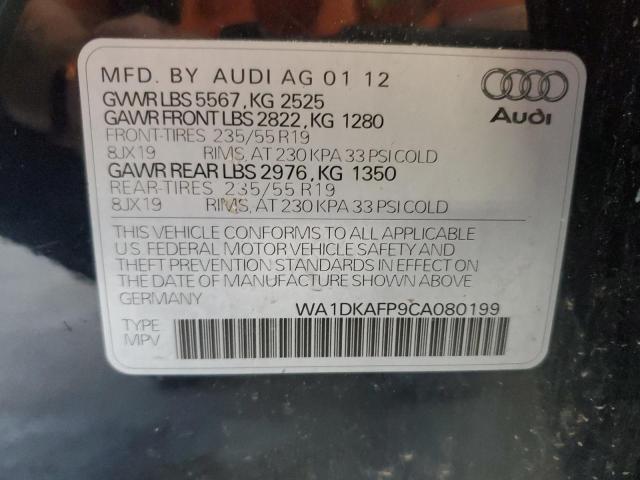 MFD. BY AUDI AG 01 12
GVWR LBS 5567, KG 2525
GAWR FRONT LBS 2822, KG 1280
FRONT-TIRES 235/55 R19
8JX19 RIMS, AT 230 KPA 33 PSI COLD
GAWR REAR LBS 2976, KG 1350
REAR-TIRES 235/55 R19
8JX19 RIMS, AT 230 KPA 33 PSI COLD
Audi
THIS VEHICLE CONFORMS TO ALL APPLICABLE
U.S. FEDERAL MOTOR VEHICLE SAFETY AND
THEFT PREVENTION STANDARDS IN EFFECT ON
THE DATE OF MANUFACTURE SHOWN ABOVE
GERMANY WA1DKAFP9CA080199
TYPE
MPV